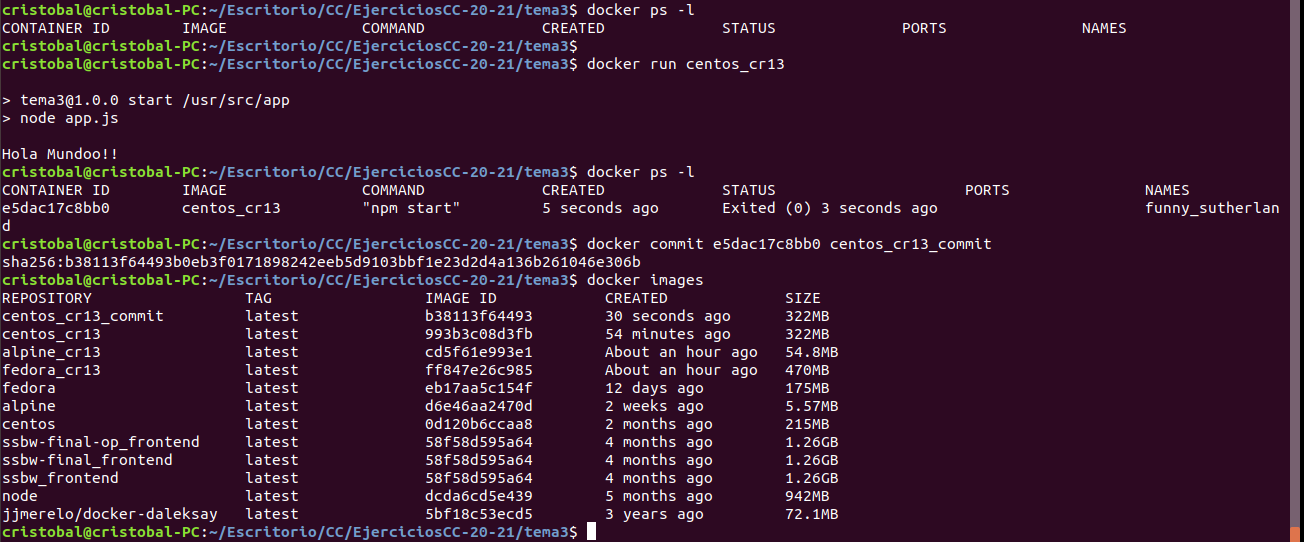 cristobal@cristobal-PC:~/Escritorio/CC/EjerciciosCC-20-21/tema3$ docker ps -l
CONTAINER ID        IMAGE               COMMAND             CREATED             STATUS              PORTS               NAMES
cristobal@cristobal-PC:~/Escritorio/CC/EjerciciosCC-20-21/tema3$
cristobal@cristobal-PC:~/Escritorio/CC/EjerciciosCC-20-21/tema3$ docker run centos_cr13
> tema3@1.0.0 start /usr/src/app
> node app.js
Hola Mundoo!!
cristobal@cristobal-PC:~/Escritorio/CC/EjerciciosCC-20-21/tema3$ docker ps -l
CONTAINER ID        IMAGE               COMMAND             CREATED             STATUS                     PORTS               NAMES
e5dac17c8bb0        centos_cr13         "npm start"         5 seconds ago       Exited (0) 3 seconds ago                       funny_sutherlan
d
cristobal@cristobal-PC:~/Escritorio/CC/EjerciciosCC-20-21/tema3$ docker commit e5dac17c8bb0 centos_cr13_commit
sha256:b38113f64493b0eb3f0171898242eeb5d9103bbf1e23d2d4a136b261046e306b
cristobal@cristobal-PC:~/Escritorio/CC/EjerciciosCC-20-21/tema3$ docker images
REPOSITORY                 TAG                 IMAGE ID            CREATED             SIZE
centos_cr13_commit         latest              b38113f64493        30 seconds ago      322MB
centos_cr13                latest              993b3c08d3fb        54 minutes ago      322MB
alpine_cr13                latest              cd5f61e993e1        About an hour ago   54.8MB
fedora_cr13                latest              ff847e26c985        About an hour ago   470MB
fedora                     latest              eb17aa5c154f        12 days ago         175MB
alpine                     latest              d6e46aa2470d        2 weeks ago         5.57MB
centos                     latest              0d120b6ccaa8        2 months ago        215MB
ssbw-final-op_frontend     latest              58f58d595a64        4 months ago        1.26GB
ssbw-final_frontend        latest              58f58d595a64        4 months ago        1.26GB
ssbw_frontend              latest              58f58d595a64        4 months ago        1.26GB
node                       latest              dcda6cd5e439        5 months ago        942MB
jjmerelo/docker-daleksay   latest              5bf18c53ecd5        3 years ago         72.1MB
cristobal@cristobal-PC:~/Escritorio/CC/EjerciciosCC-20-21/tema3$